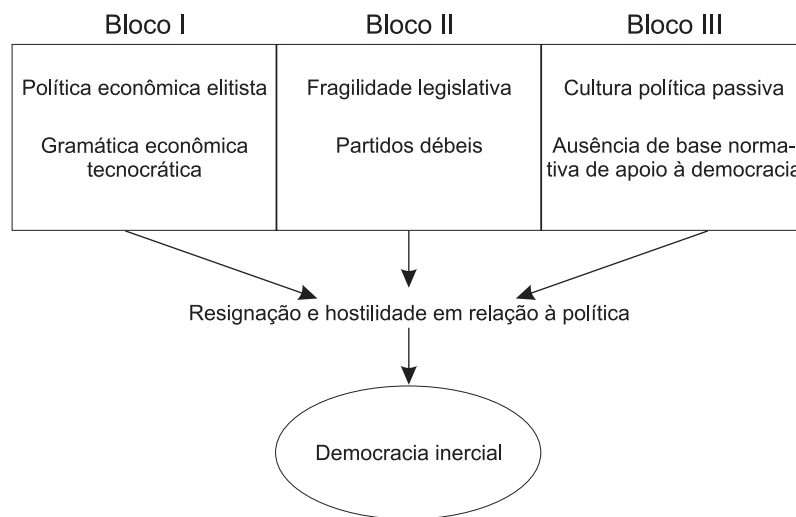 Bloco I
Bloco II
Bloco III
Política econômica elitista
Gramática econômica
tecnocrática
Fragilidade legislativa
Partidos débeis
Cultura política passiva
Ausência de base norma-
tiva de apoio à democracia
Resignação e hostilidade em relação à política
Democracia inercial